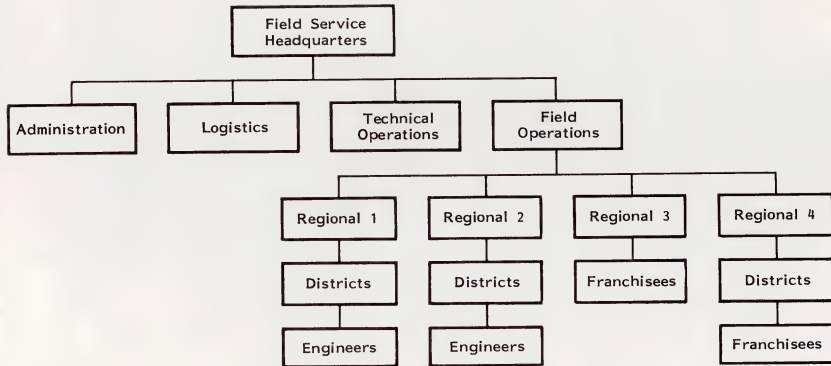 Field Service
Headquarters
Administration
Logistics
Technical
Operations
Field
Operations
Regional 1
Regional 2
Regional 3
Regional 4
Districts
Districts
Franchisees
Districts
Engineers
Engineers
Franchisees